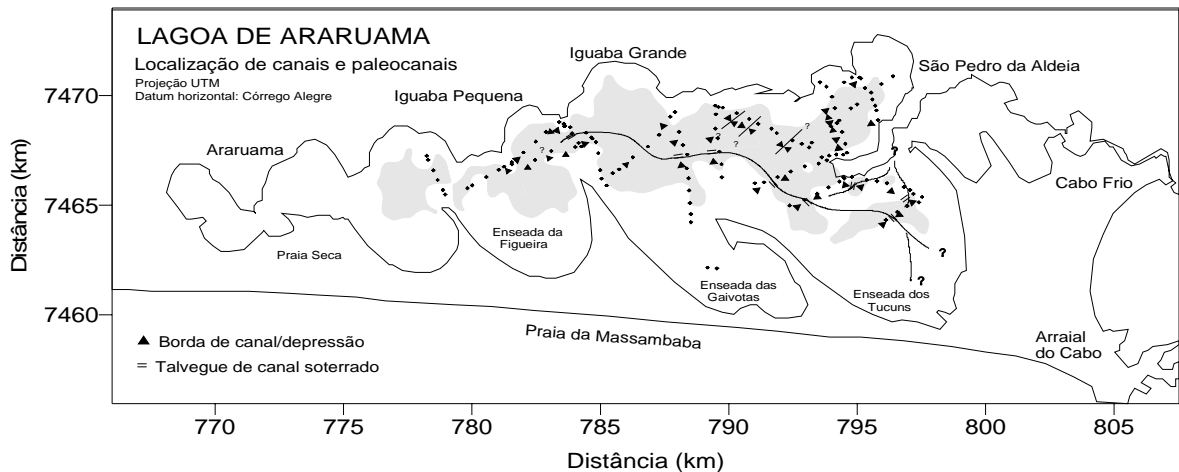 LAGOA DE ARARUAMA
Localização de canais e paleocanais
Projeção UTM
Datum horizontal: Córrego Alegre
Iguaba Grande
São Pedro da Aldeia
Iguaba Pequena
Araruama
Cabo Frio
Praia Seca
Enseada da
Figueira
Enseada das
Gaivotas
Enseada dos
Tucuns
Praia da Massambaba
Arraial
do Cabo
? ? ? ? ? ? ? ?
Borda de canal/depressão
= Talvegue de canal soterrado
Distância (km)
7470
7465
7460
770 775 780 785 790 795 800 805
Distância (km)